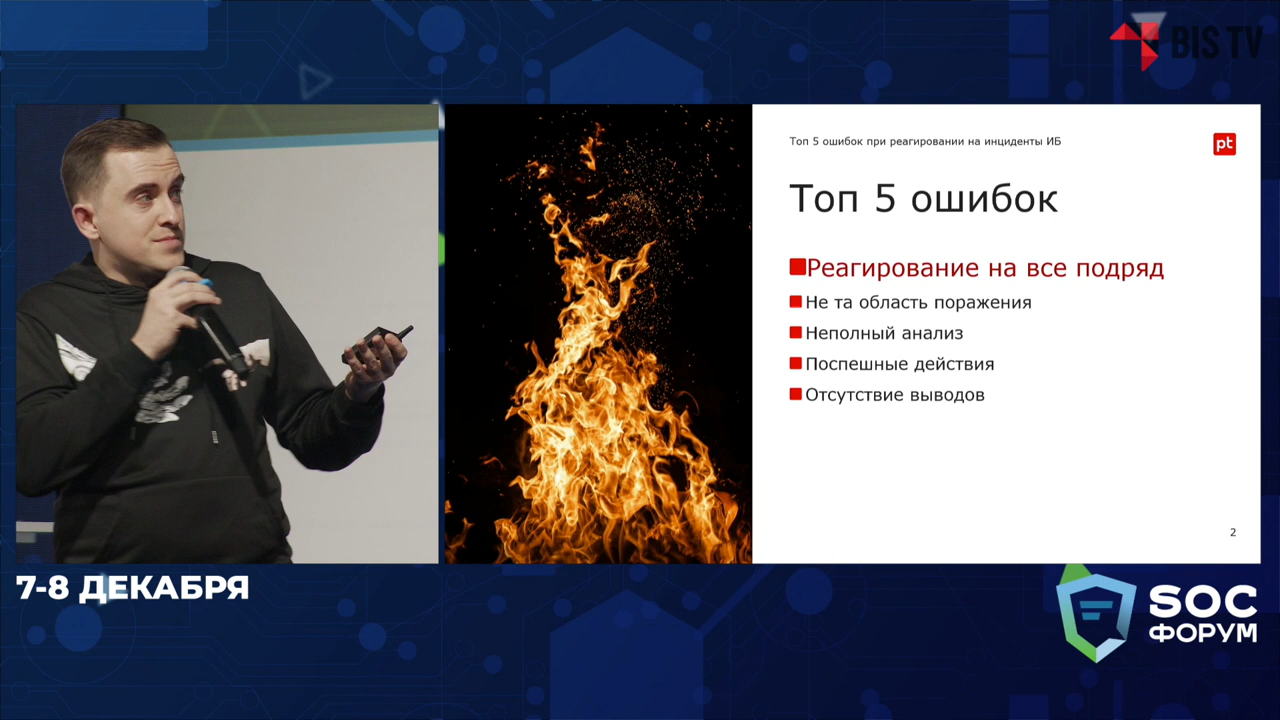 BIS TV
Топ 5 ошибок при реагировании на инциденты ИБ
pt
Топ 5 ошибок
Реагирование на все подряд
Не та область поражения
Неполный анализ
Поспешные действия
Отсутствие выводов
2
7-8 ДЕКАБРЯ
SOC
ФОРУМ